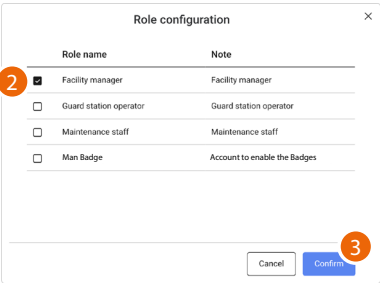 Role configuration ×
Role name Note
2 Facility manager Facility manager
Guard station operator Guard station operator
Maintenance staff Maintenance staff
Man Badge Account to enable the Badges
3
Cancel Confirm